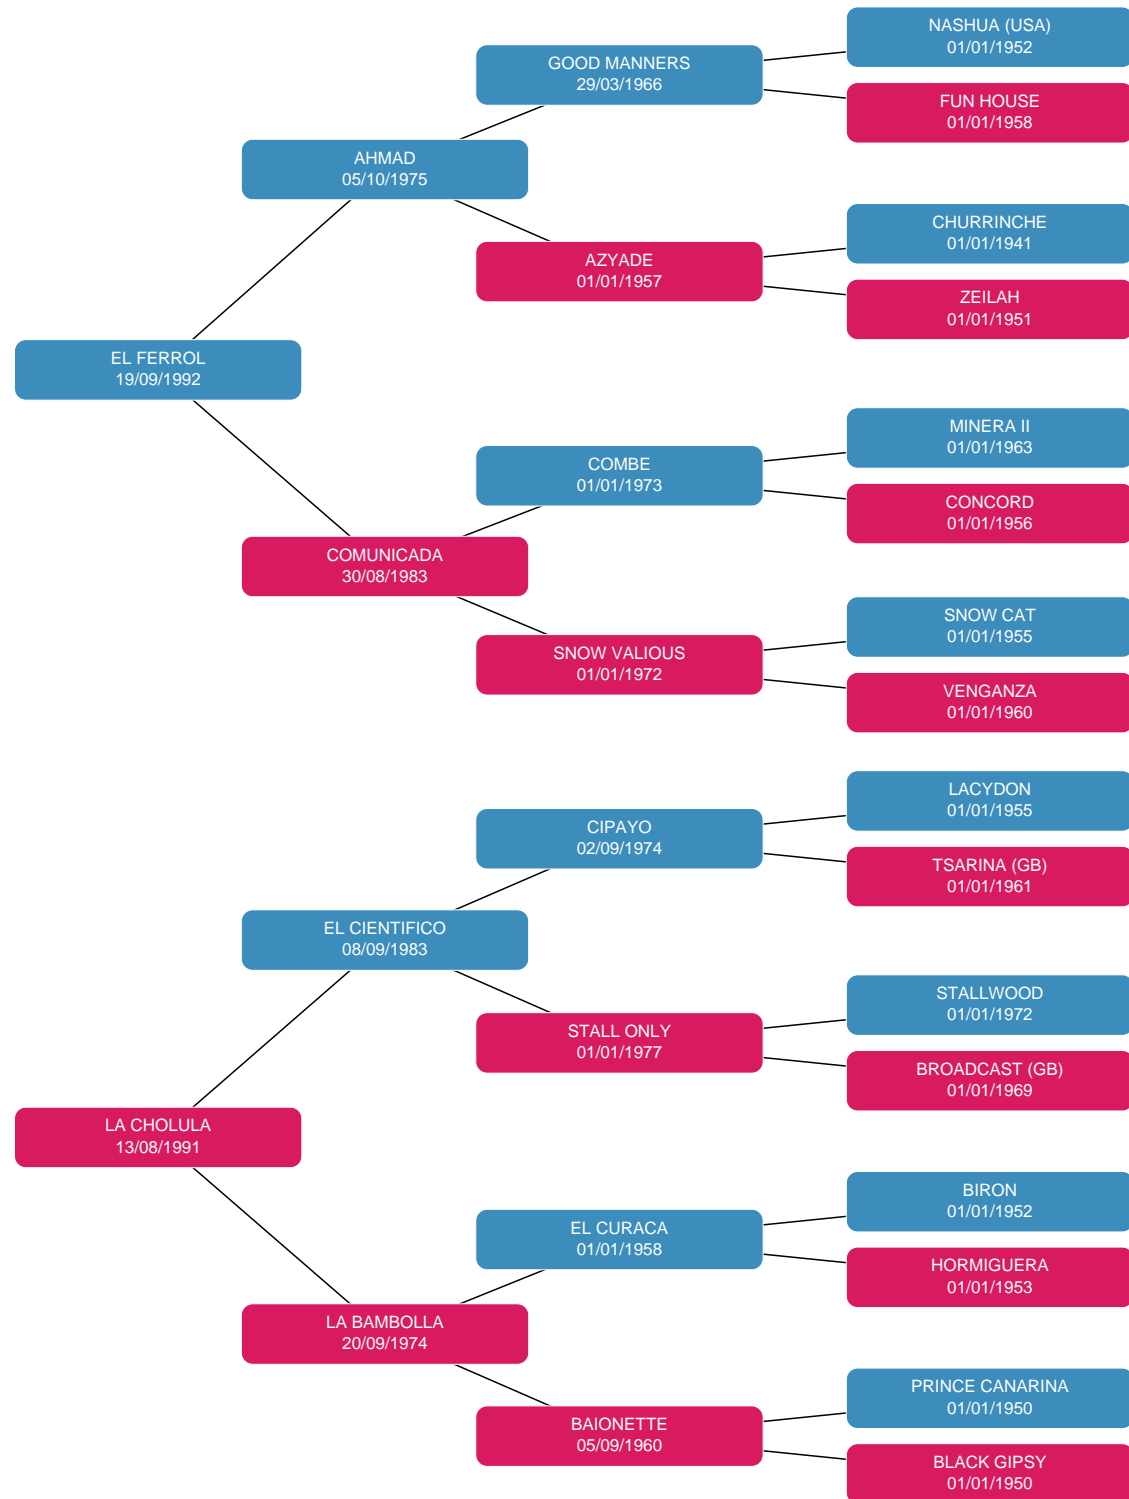 NASHUA (USA)
01/01/1952
GOOD MANNERS
29/03/1966
FUN HOUSE
01/01/1958
AHMAD
05/10/1975
CHURRINCHE
01/01/1941
AZYADE
01/01/1957
ZEILAH
01/01/1951
EL FERROL
19/09/1992
MINERA II
01/01/1963
COMBE
01/01/1973
CONCORD
01/01/1956
COMUNICADA
30/08/1983
SNOW CAT
01/01/1955
SNOW VALIOUS
01/01/1972
VENGANZA
01/01/1960
LACYDON
01/01/1955
CIPAYO
02/09/1974
TSARINA (GB)
01/01/1961
EL CIENTIFICO
08/09/1983
STALLWOOD
01/01/1972
STALL ONLY
01/01/1977
BROADCAST (GB)
01/01/1969
LA CHOLULA
13/08/1991
BIRON
01/01/1952
EL CURACA
01/01/1958
HORMIGUERA
01/01/1953
LA BAMBOLLA
20/09/1974
PRINCE CANARINA
01/01/1950
BAIONETTE
05/09/1960
BLACK GIPSY
01/01/1950